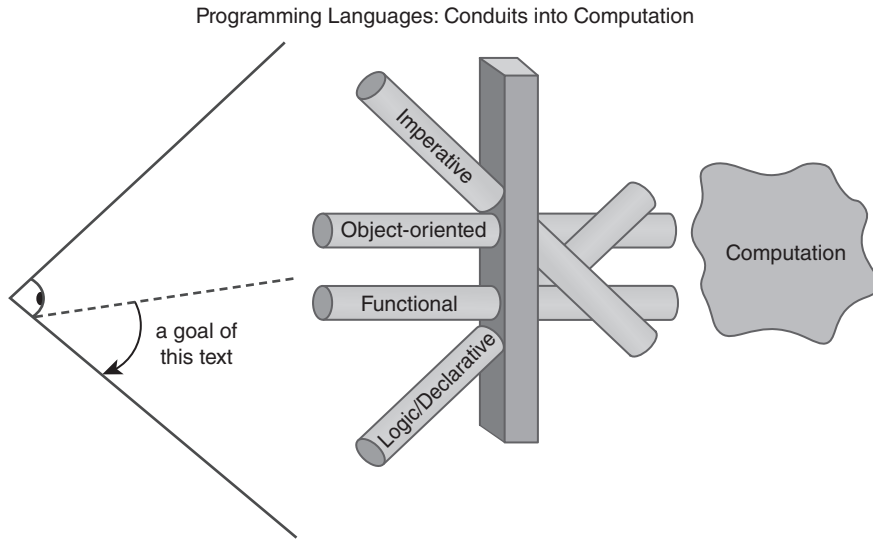 Programming Languages: Conduits into Computation
Imperative
Object-oriented
Functional
Logic/Declarative
Computation
a goal of
this text